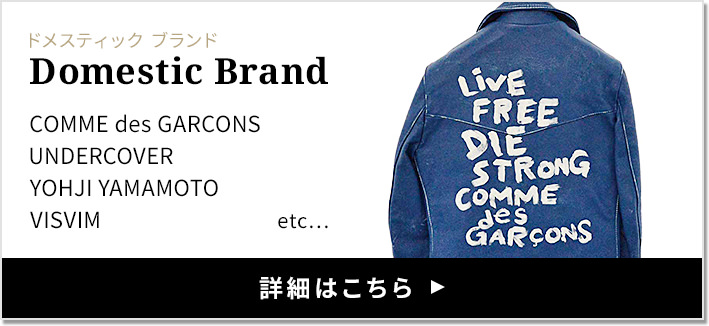 ドメスティック ブランド
Domestic Brand
COMME des GARCONS
UNDERCOVER
YOHJI YAMAMOTO
VISVIM
etc...
LivE
FREE
DIE
STRONG
COMME
des
GARÇONS
詳細はこちら ▶